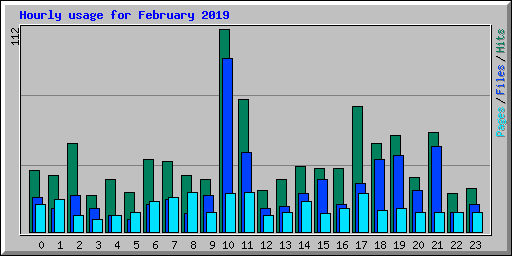 Hourly usage for February 2019
112
Pages/Files/Hits
0 1 2 3 4 5 6 7 8 9 10 11 12 13 14 15 16 17 18 19 20 21 22 23